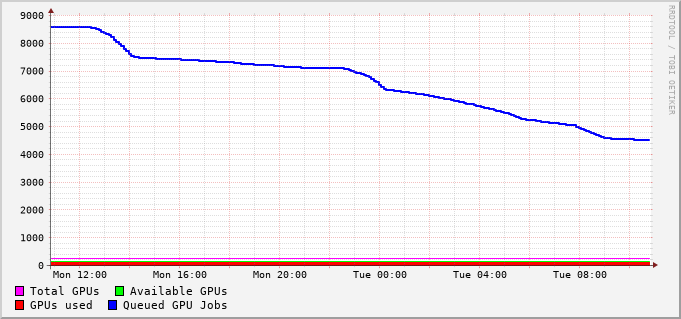 9000
8000
7000
6000
5000
4000
3000
2000
1000
0
Mon 12:00 Mon 16:00 Mon 20:00 Tue 00:00 Tue 04:00 Tue 08:00
Total GPUs Available GPUs
GPUs used Queued GPU Jobs
RRDTOOL / TOBI OETIKER